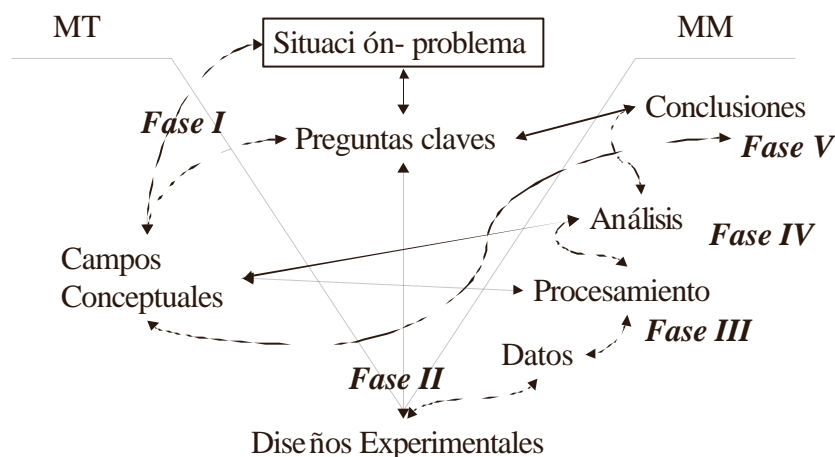 MT
Situaci ón- problema
MM
Fase I
Preguntas claves
Conclusiones
Fase V
Análisis
Fase IV
Campos
Conceptuales
Procesamiento
Fase III
Datos
Fase II
Dise ños Experimentales